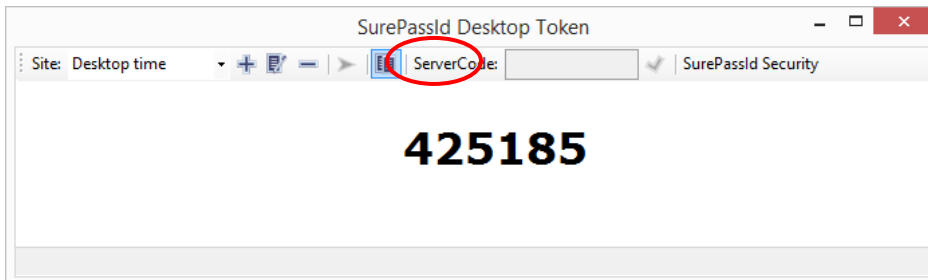 SurePassId Desktop Token
Site: Desktop time ServerCode: SurePassId Security
425185